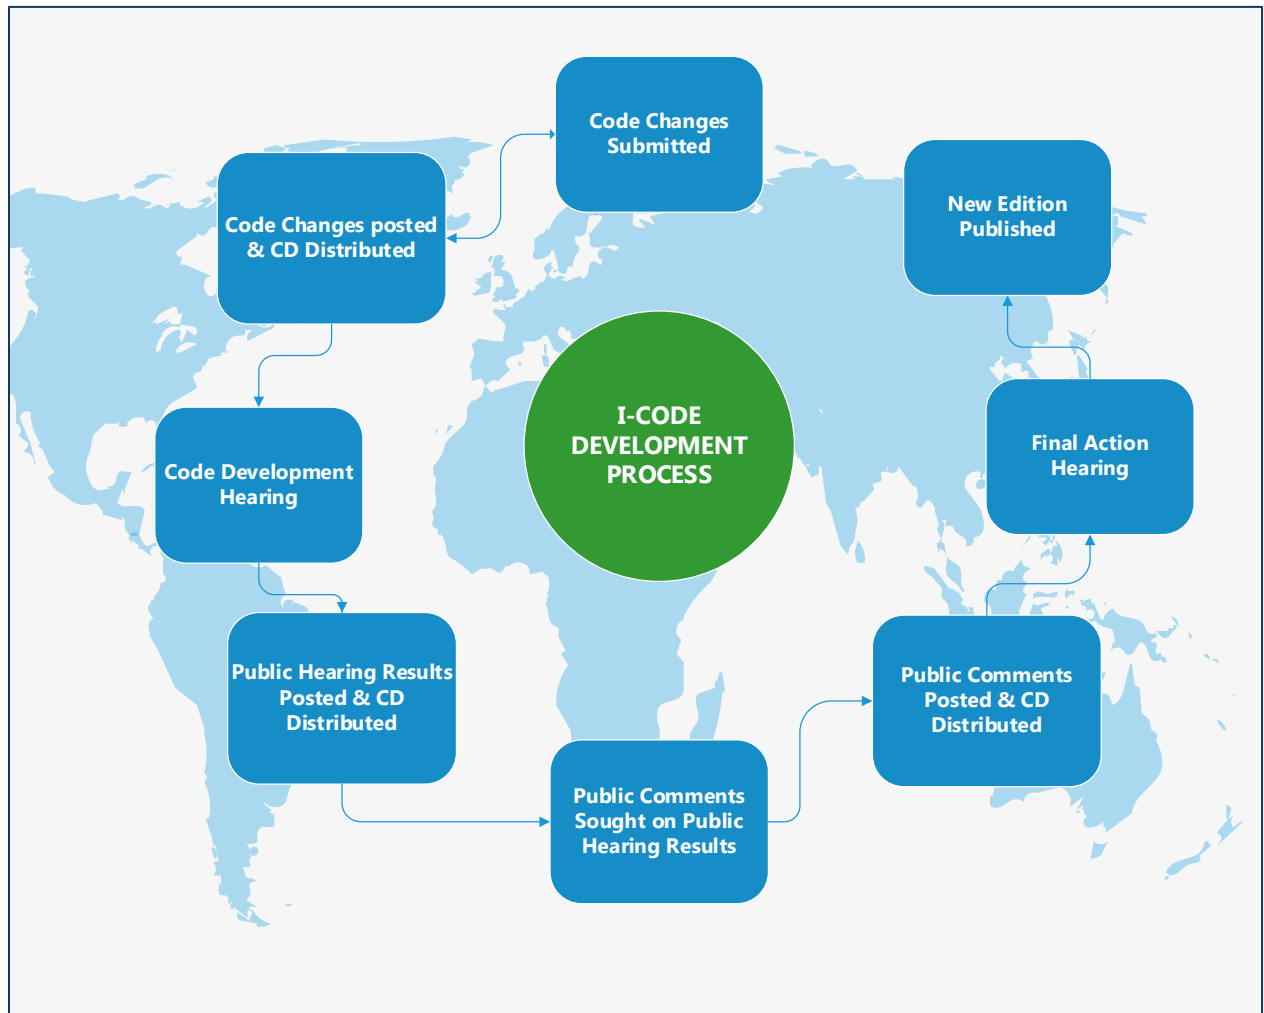 Code Changes
Submitted
Code Changes posted
& CD Distributed
Code Development
Hearing
Public Hearing Results
Posted & CD
Distributed
Public Comments
Sought on Public
Hearing Results
Public Comments
Posted & CD
Distributed
Final Action
Hearing
New Edition
Published
I-CODE
DEVELOPMENT
PROCESS